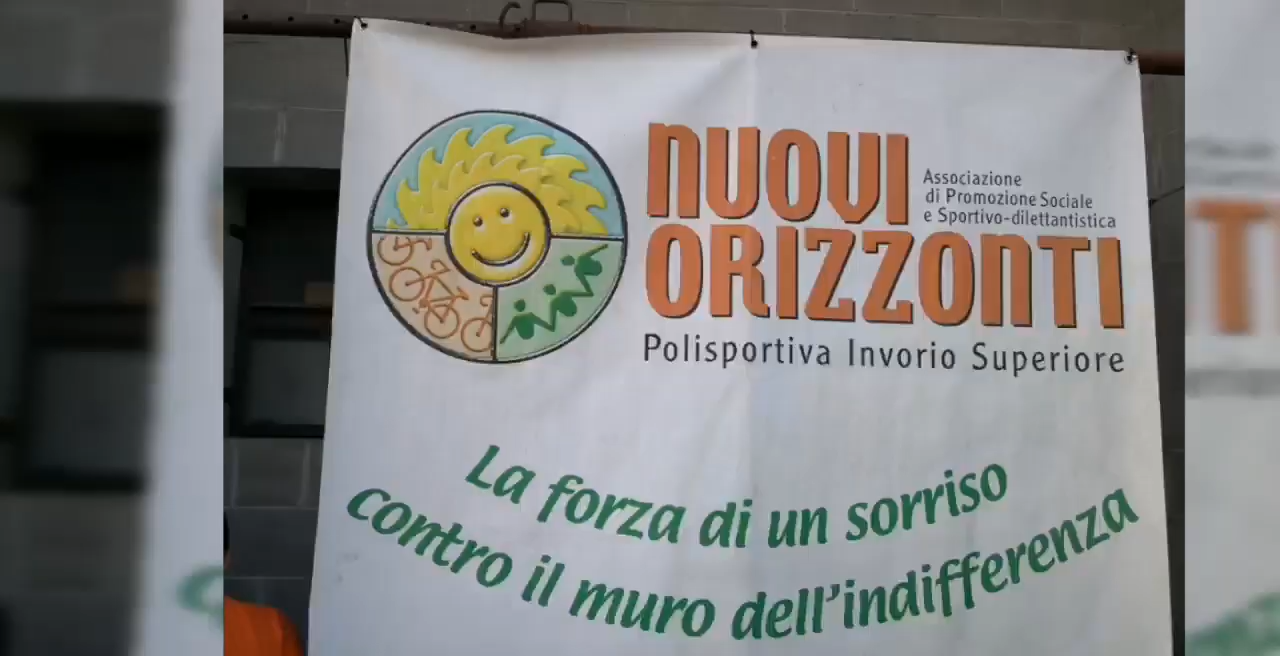 NUOVI
Associazione
di Promozione Sociale
e Sportivo-dilettantistica
ORIZZONTI
Polisportiva Invorio Superiore
La forza di un sorriso
contro il muro dell'indifferenza